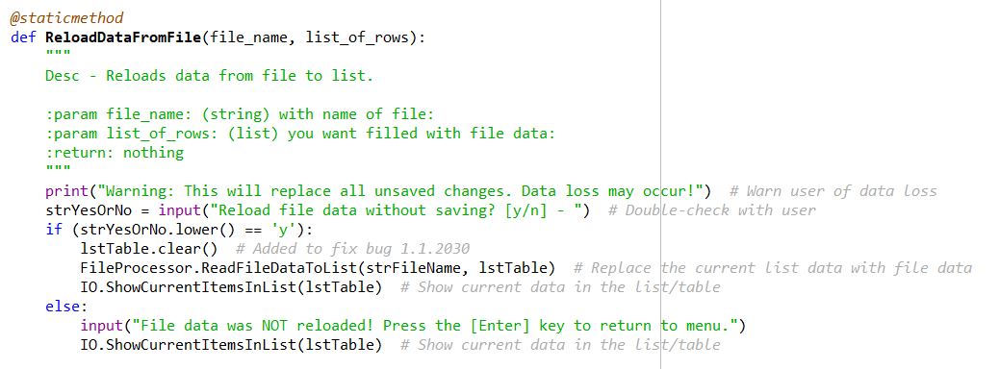 @staticmethod
def ReloadDataFromFile(file_name, list_of_rows):
    """
    Desc - Reloads data from file to list.

    :param file_name: (string) with name of file:
    :param list_of_rows: (list) you want filled with file data:
    :return: nothing
    """
    print("Warning: This will replace all unsaved changes. Data loss may occur!")  # Warn user of data loss
    strYesOrNo = input("Reload file data without saving? [y/n] - ")  # Double-check with user
    if (strYesOrNo.lower() == 'y'):
        lstTable.clear()  # Added to fix bug 1.1.2030
        FileProcessor.ReadFileDataToList(strFileName, lstTable)  # Replace the current list data with file data
        IO.ShowCurrentItemsInList(lstTable)  # Show current data in the list/table
    else:
        input("File data was NOT reloaded! Press the [Enter] key to return to menu.")
        IO.ShowCurrentItemsInList(lstTable)  # Show current data in the list/table